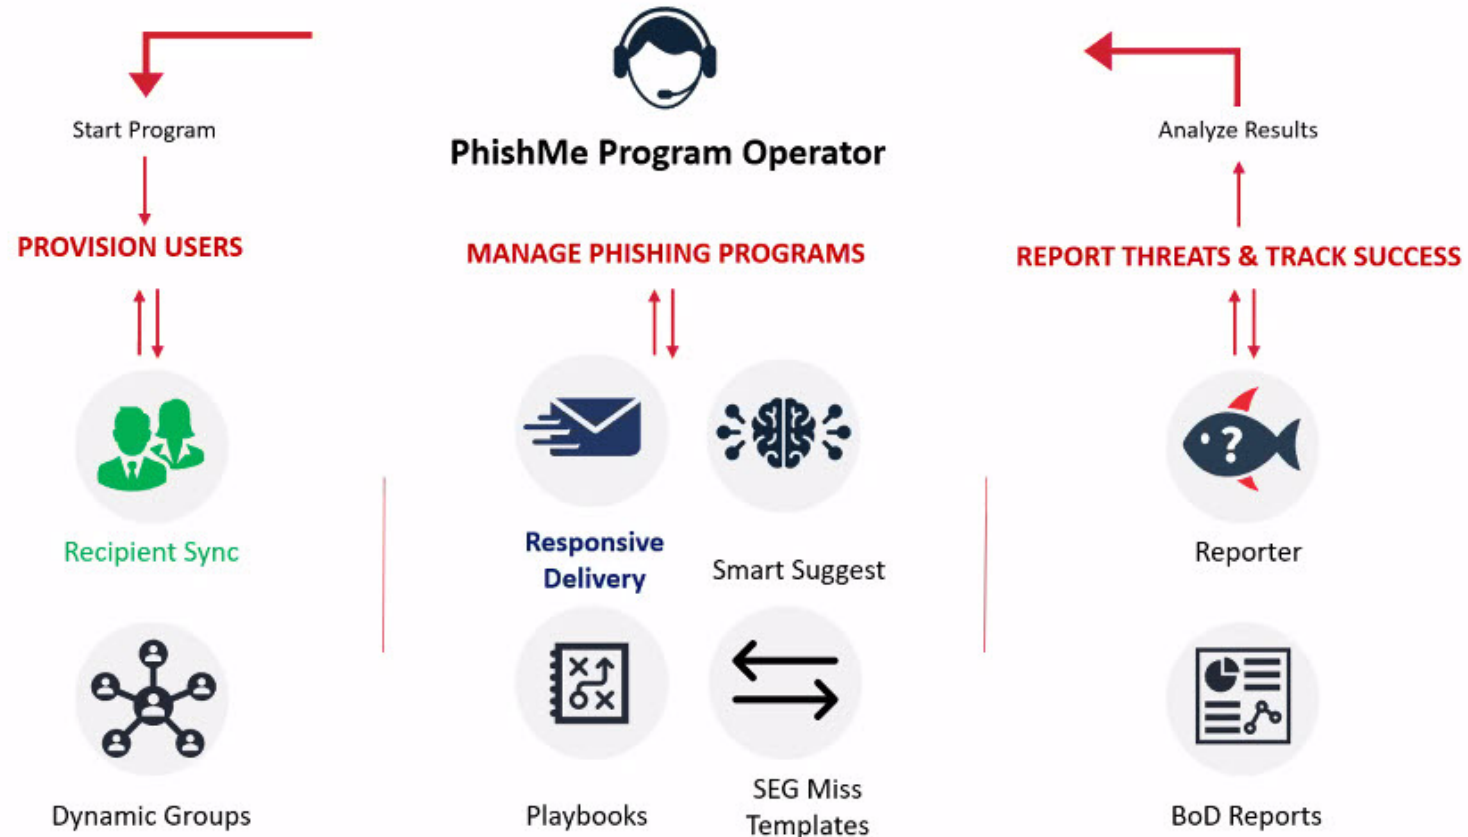 PhishMe Program Operator
Start Program
Analyze Results
PROVISION USERS
MANAGE PHISHING PROGRAMS
REPORT THREATS & TRACK SUCCESS
?
Recipient Sync
Responsive
Delivery
Smart Suggest
Reporter
Dynamic Groups
Playbooks
SEG Miss
Templates
BoD Reports